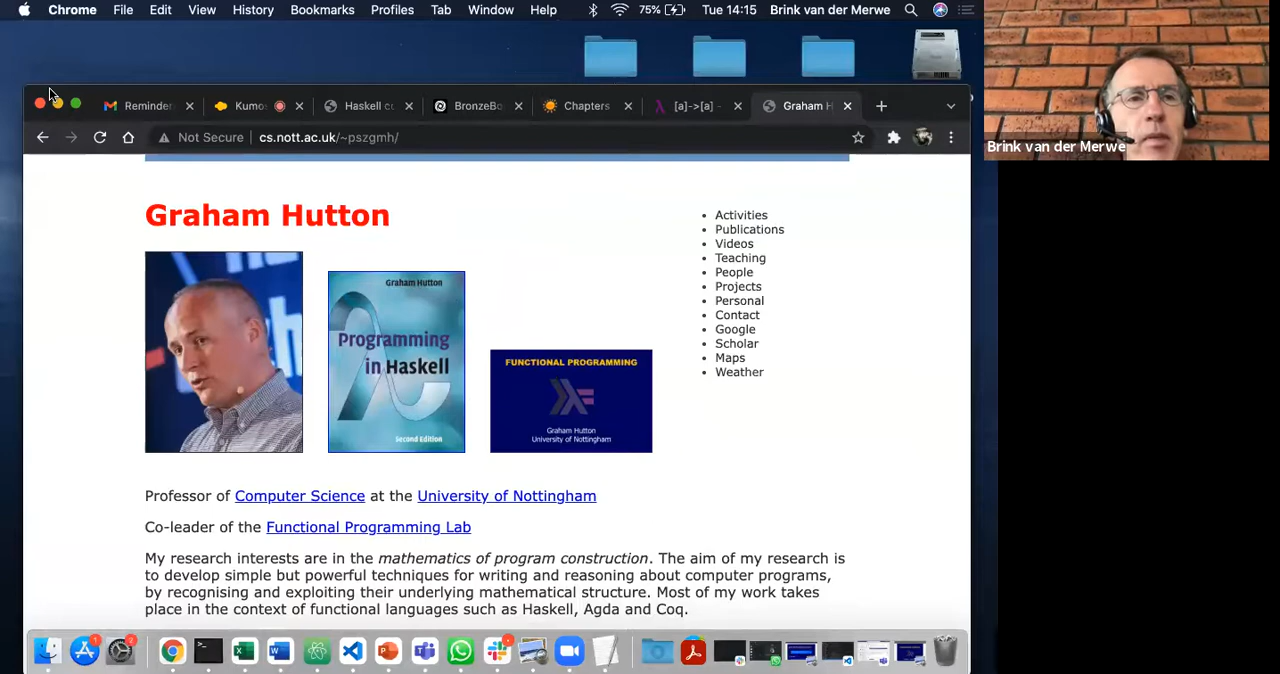 Chrome File Edit View History Bookmarks Profiles Tab Window Help 75% Tue 14:15 Brink van der Merwe
Reminder Kumo Haskell co BronzeBo Chapters [a]->[a] - Graham H
Not Secure cs.nott.ac.uk/~pszgmh/
Brink van der Merwe
Graham Hutton
Activities
Publications
Videos
Teaching
People
Projects
Personal
Contact
Google
Scholar
Maps
Weather
Graham Hutton
Programming
in Haskell
Second Edition
FUNCTIONAL PROGRAMMING
Graham Hutton
University of Nottingham
Professor of Computer Science at the University of Nottingham
Co-leader of the Functional Programming Lab
My research interests are in the mathematics of program construction. The aim of my research is
to develop simple but powerful techniques for writing and reasoning about computer programs,
by recognising and exploiting their underlying mathematical structure. Most of my work takes
place in the context of functional languages such as Haskell, Agda and Coq.